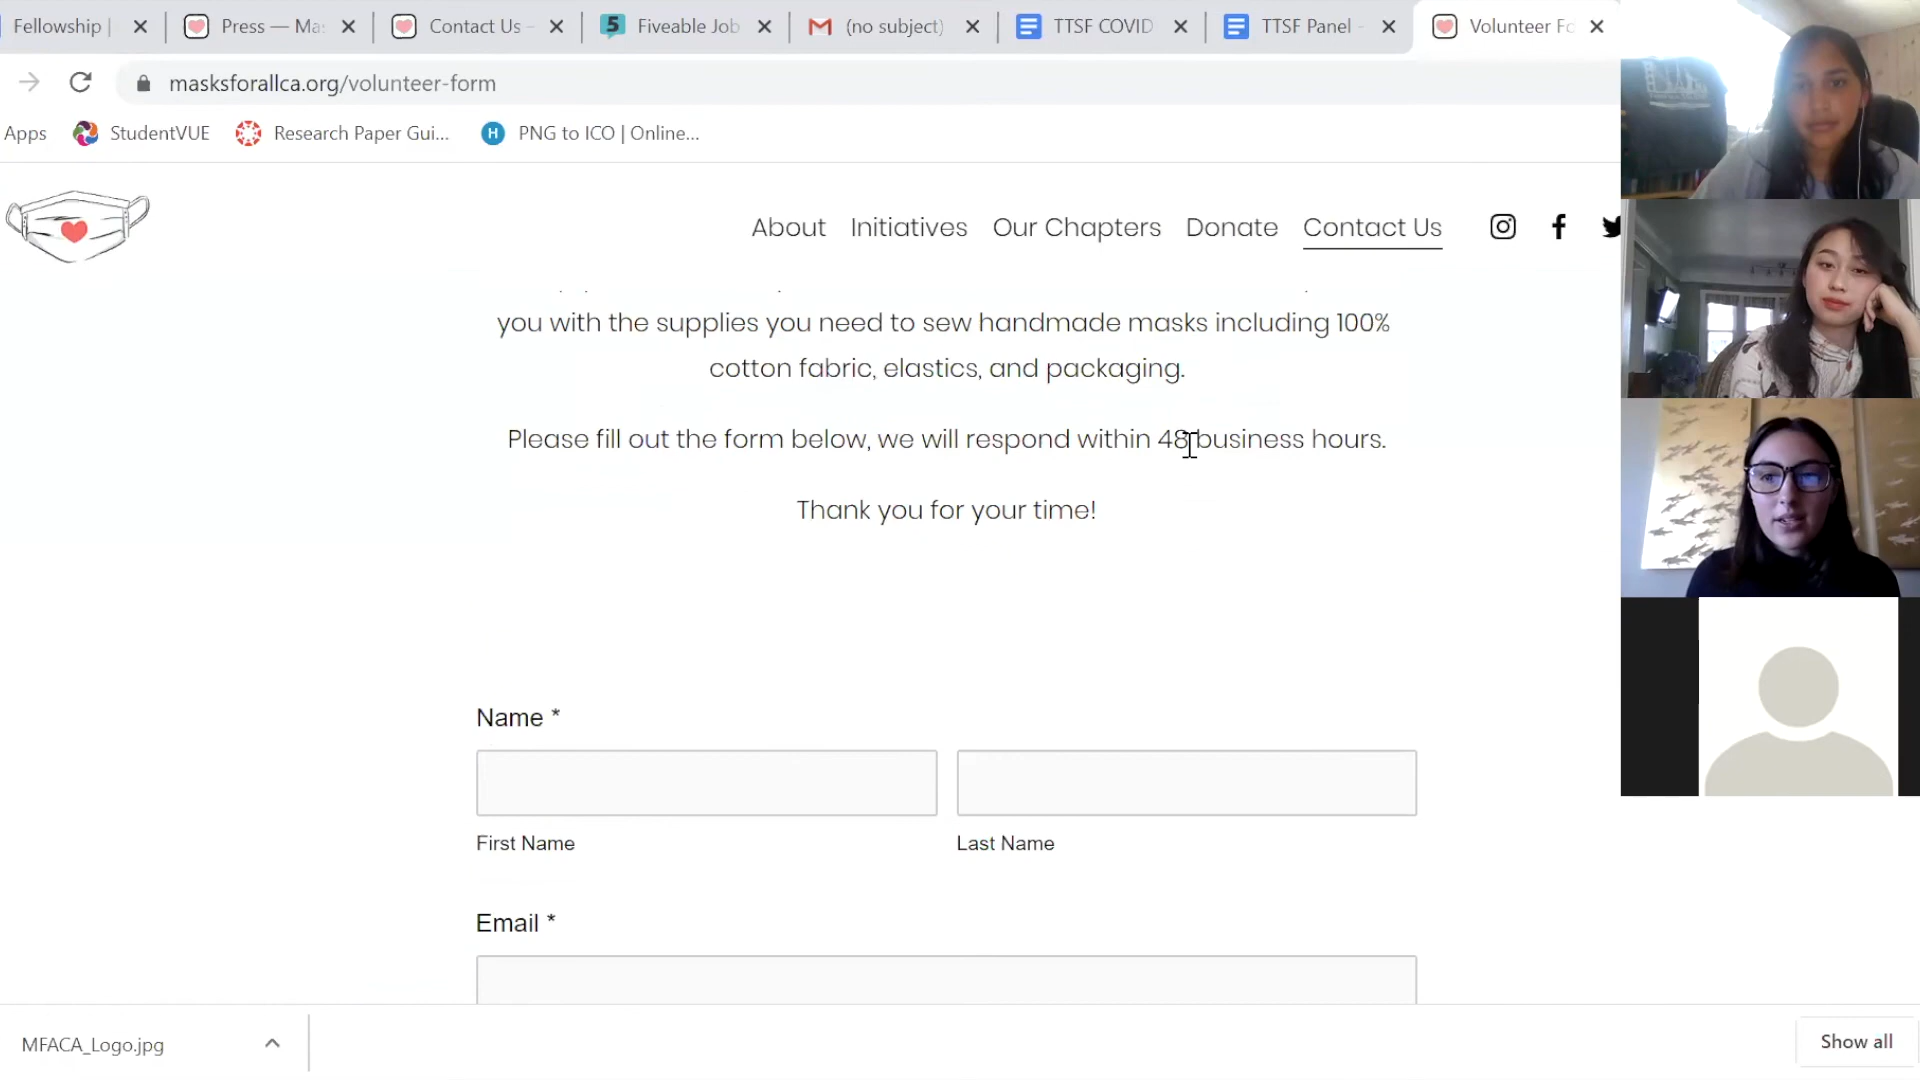 Fellowship |
Press — Ma
Contact Us -
Fiveable Job
(no subject)
TTSF COVID
TTSF Panel -
Volunteer Fo
masksforallca.org/volunteer-form
Apps
StudentVUE
Research Paper Gui...
H
PNG to ICO | Online...
About
Initiatives
Our Chapters
Donate
Contact Us
you with the supplies you need to sew handmade masks including 100%
cotton fabric, elastics, and packaging.
Please fill out the form below, we will respond within 48 business hours.
Thank you for your time!
Name *
First Name
Last Name
Email *
MFACA_Logo.jpg
Show all